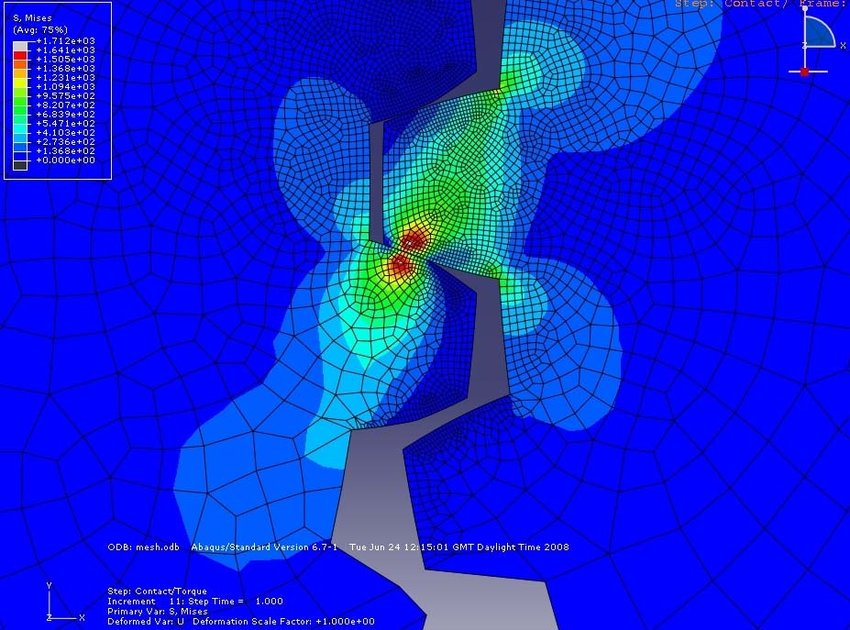 Step: Contact/ Frame:
S, Mises
(Avg: 75%)
+1.712e+03
+1.641e+03
+1.505e+03
+1.368e+03
+1.231e+03
+1.094e+03
+9.575e+02
+8.207e+02
+6.839e+02
+5.471e+02
+4.103e+02
+2.736e+02
+1.368e+02
+0.000e+00
X
Z
ODB: mesh.odb Abaqus/Standard Version 6.7-1 Tue Jun 24 12:15:01 GMT Daylight Time 2008
Y
Z X
Step: Contact/Torque
Increment 11: Step Time = 1.000
Primary Var: S, Mises
Deformed Var: U Deformation Scale Factor: +1.000e+00